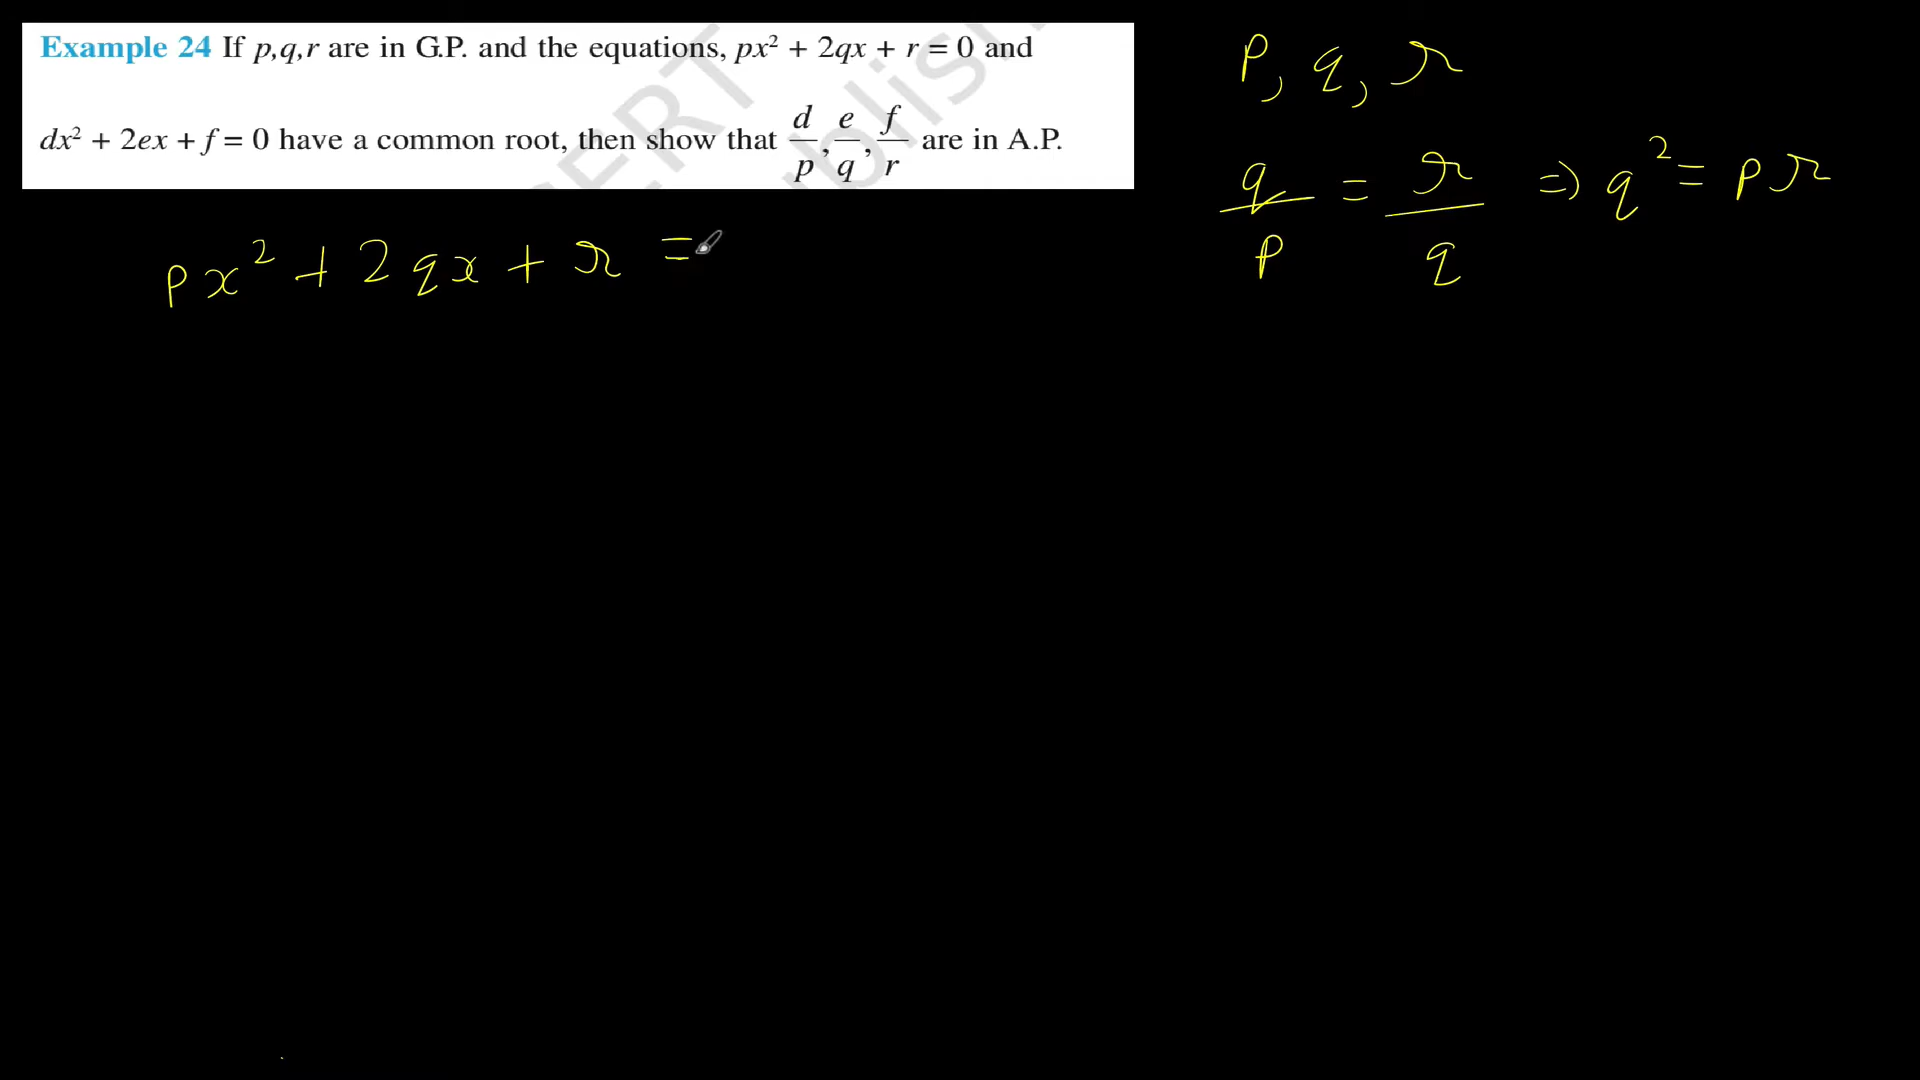 Example 24 If p,q,r are in G.P. and the equations, px² + 2qx + r = 0 and
dx² + 2ex + f = 0 have a common root, then show that d/p, e/q, f/r are in A.P.
p, q, r
q/p = r/q ⇒ q² = pr
px² + 2qx + r =